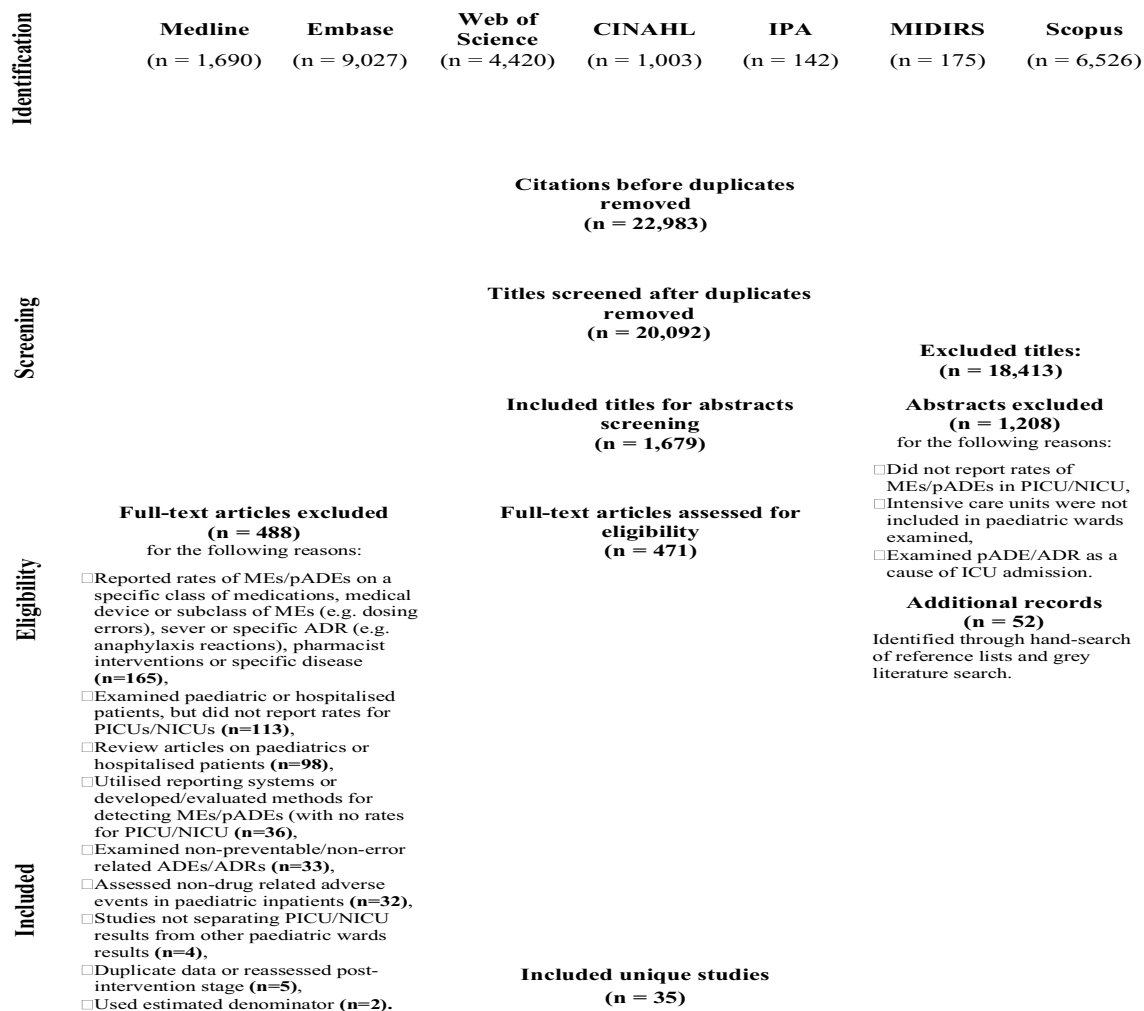 Identification
Medline
(n = 1,690)
Embase
(n = 9,027)
Web of
Science
(n = 4,420)
CINAHL
(n = 1,003)
IPA
(n = 142)
MIDIRS
(n = 175)
Scopus
(n = 6,526)
Citations before duplicates
removed
(n = 22,983)
Screening
Titles screened after duplicates
removed
(n = 20,092)
Excluded titles:
(n = 18,413)
Included titles for abstracts
screening
(n = 1,679)
Abstracts excluded
(n = 1,208)
for the following reasons:
□Did not report rates of
MEs/pADEs in PICU/NICU,
□Intensive care units were not
included in paediatric wards
examined,
□Examined pADE/ADR as a
cause of ICU admission.
Eligibility
Full-text articles assessed for
eligibility
(n = 471)
Additional records
(n = 52)
Identified through hand-search
of reference lists and grey
literature search.
Full-text articles excluded
(n = 488)
for the following reasons:
□Reported rates of MEs/pADEs on a
specific class of medications, medical
device or subclass of MEs (e.g. dosing
errors), sever or specific ADR (e.g.
anaphylaxis reactions), pharmacist
interventions or specific disease
(n=165),
□Examined paediatric or hospitalised
patients, but did not report rates for
PICUs/NICUs (n=113),
□Review articles on paediatrics or
hospitalised patients (n=98),
□Utilised reporting systems or
developed/evaluated methods for
detecting MEs/pADEs (with no rates
for PICU/NICU (n=36),
□Examined non-preventable/non-error
related ADEs/ADRs (n=33),
□Assessed non-drug related adverse
events in paediatric inpatients (n=32),
□Studies not separating PICU/NICU
results from other paediatric wards
results (n=4),
□Duplicate data or reassessed post-
intervention stage (n=5),
□Used estimated denominator (n=2).
Included
Included unique studies
(n = 35)